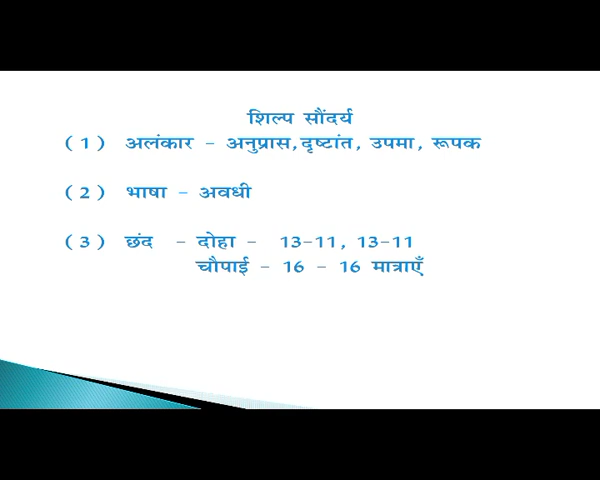 शिल्प सौंदर्य
(1) अलंकार - अनुप्रास,दृष्टांत, उपमा, रूपक
(2) भाषा - अवधी
(3) छंद - दोहा - 13-11, 13-11
चौपाई - 16 - 16 मात्राएँ